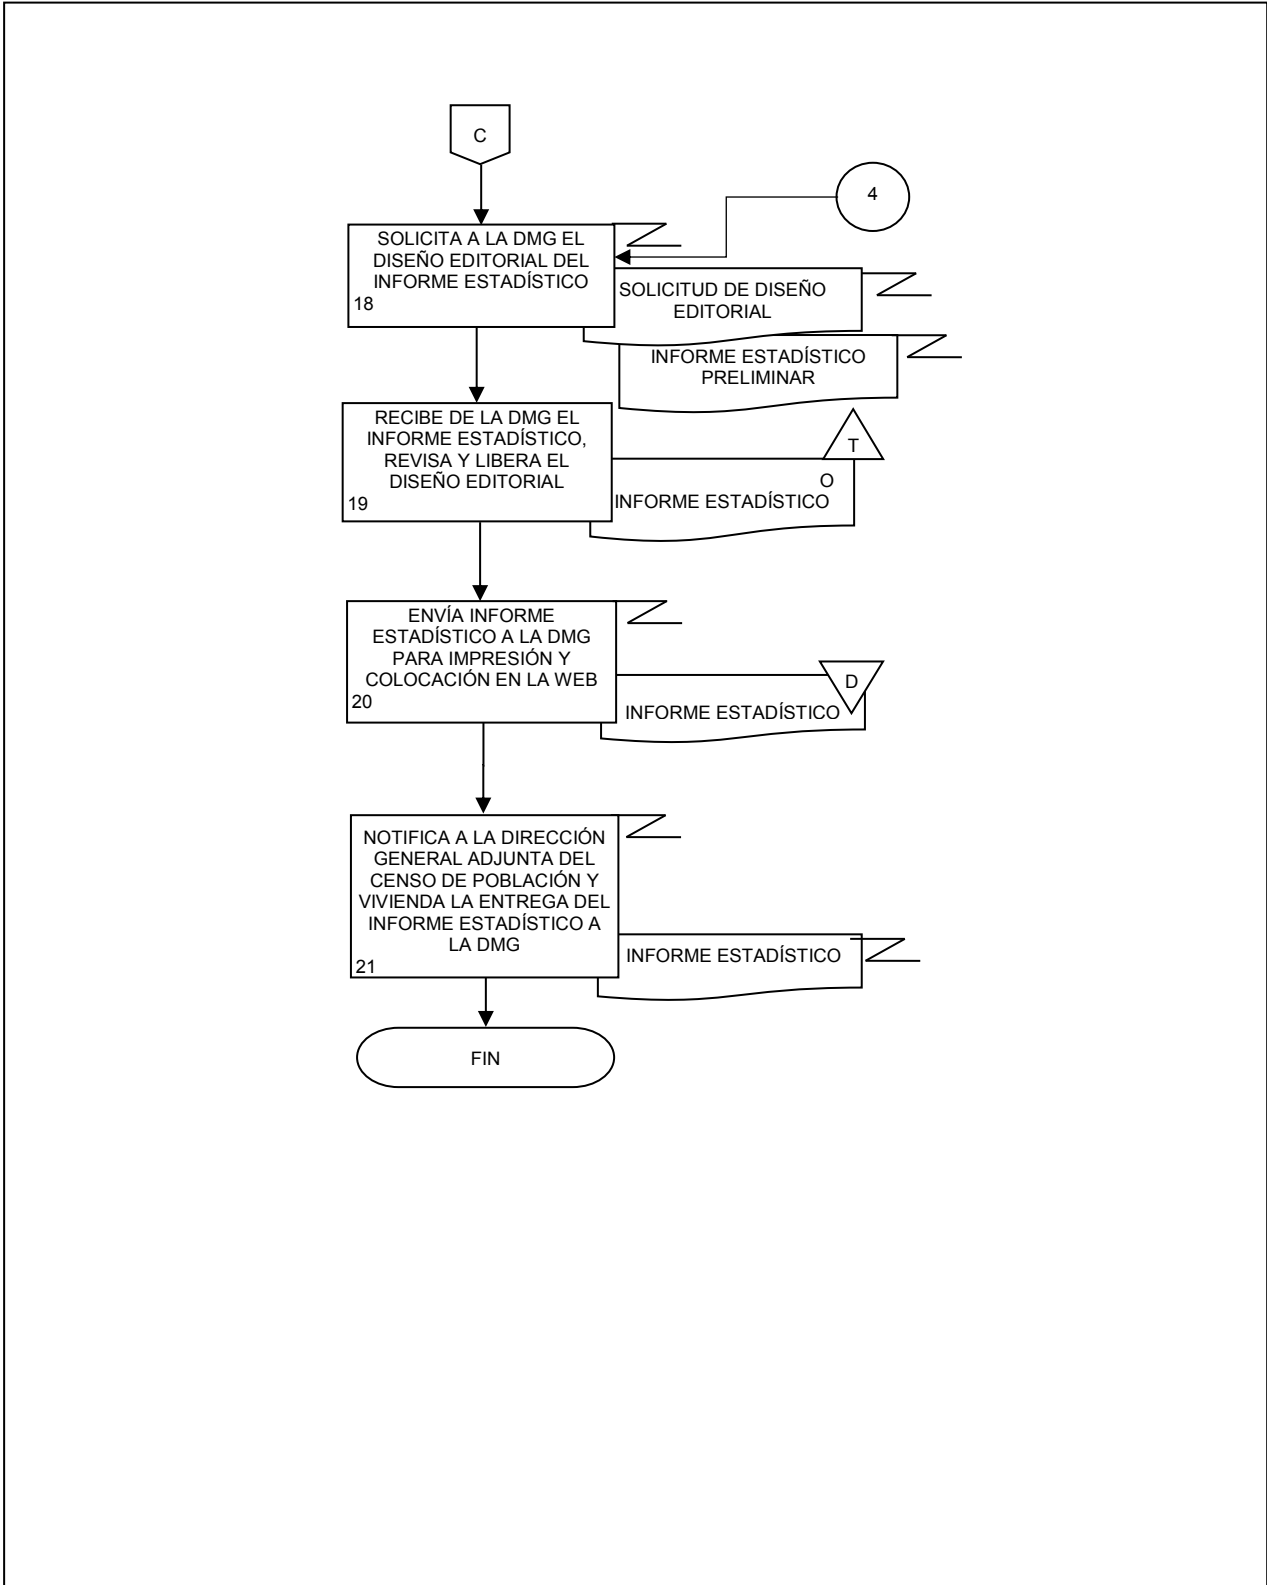 C
4
SOLICITA A LA DMG EL
DISEÑO EDITORIAL DEL
INFORME ESTADÍSTICO
18
SOLICITUD DE DISEÑO
EDITORIAL
INFORME ESTADÍSTICO
PRELIMINAR
RECIBE DE LA DMG EL
INFORME ESTADÍSTICO,
REVISA Y LIBERA EL
DISEÑO EDITORIAL
19
T
O
INFORME ESTADÍSTICO
ENVÍA INFORME
ESTADÍSTICO A LA DMG
PARA IMPRESIÓN Y
COLOCACIÓN EN LA WEB
20
D
INFORME ESTADÍSTICO
NOTIFICA A LA DIRECCIÓN
GENERAL ADJUNTA DEL
CENSO DE POBLACIÓN Y
VIVIENDA LA ENTREGA DEL
INFORME ESTADÍSTICO A
LA DMG
21
INFORME ESTADÍSTICO
FIN